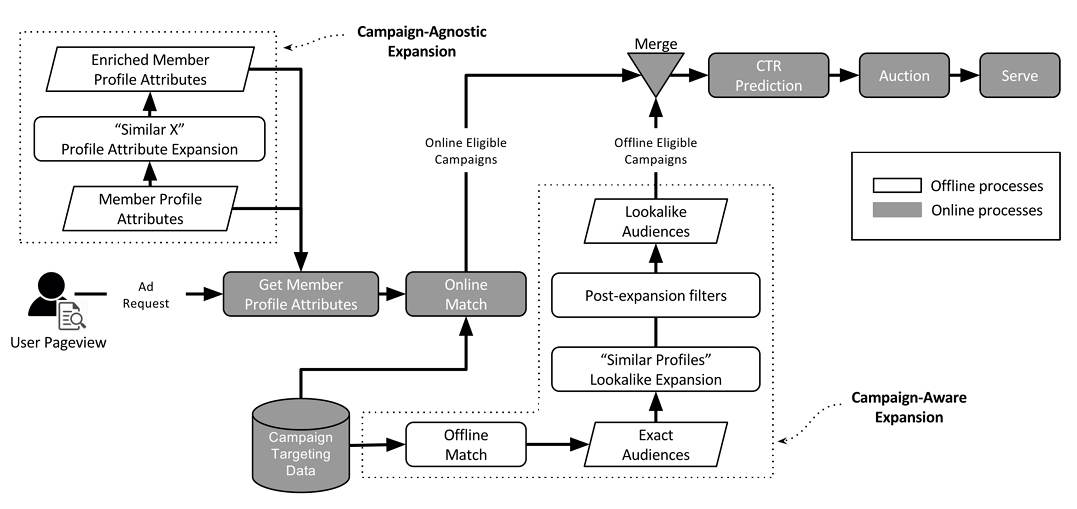 Campaign-Agnostic
Expansion
Enriched Member
Profile Attributes
“Similar X”
Profile Attribute Expansion
Member Profile
Attributes
Merge
CTR
Prediction
Auction
Serve
Online Eligible
Campaigns
Offline Eligible
Campaigns
Offline processes
Online processes
Lookalike
Audiences
Ad
Request
Get Member
Profile Attributes
Online
Match
Post-expansion filters
User Pageview
“Similar Profiles”
Lookalike Expansion
Campaign-Aware
Expansion
Campaign
Targeting
Data
Offline
Match
Exact
Audiences